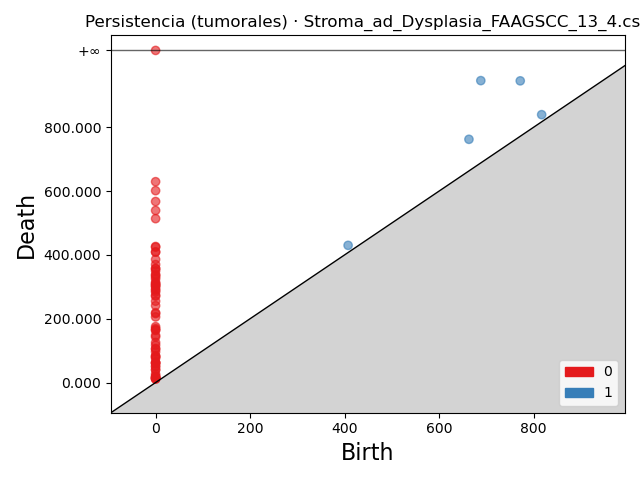 Persistencia (tumorales) · Stroma_ad_Dysplasia_FAAGSCC_13_4.cs
+∞
800.000
600.000
400.000
200.000
0.000
Death
0
1
0 200 400 600 800
Birth